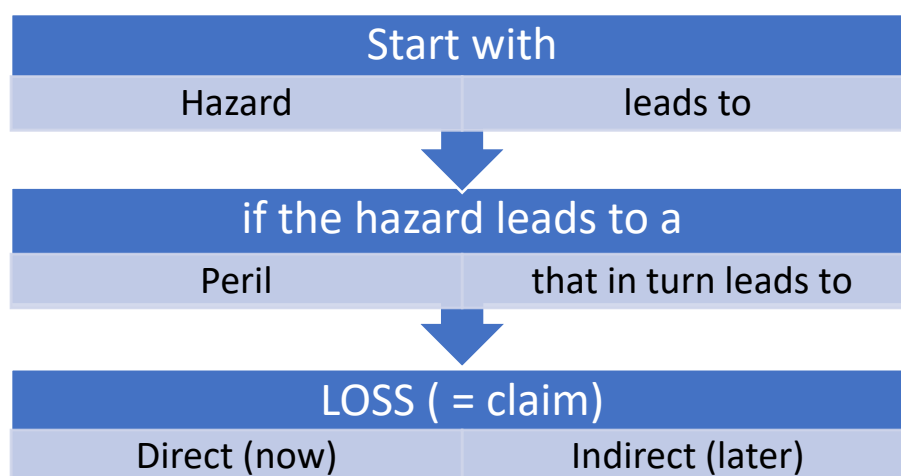 Start with
Hazard leads to
if the hazard leads to a
Peril that in turn leads to
LOSS ( = claim)
Direct (now) Indirect (later)